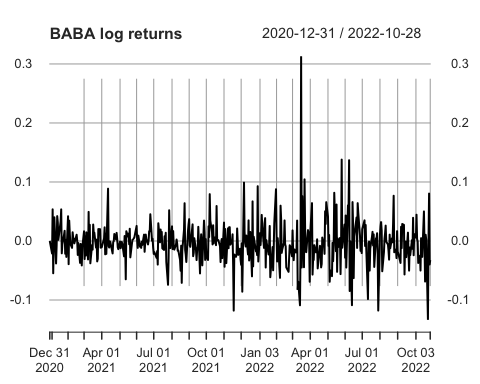 BABA log returns 2020-12-31 / 2022-10-28
0.3 0.3
0.2 0.2
0.1 0.1
0.0 0.0
-0.1 -0.1
Dec 31 Apr 01 Jul 01 Oct 01 Jan 03 Apr 01 Jul 01 Oct 03
2020 2021 2021 2021 2022 2022 2022 2022